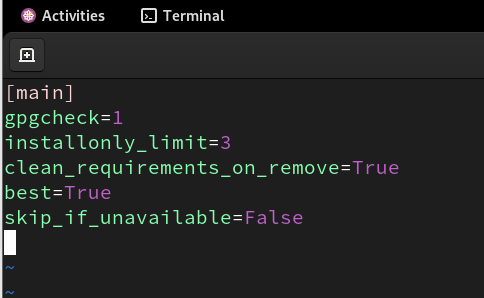 Activities Terminal
[main]
gpgcheck=1
installonly_limit=3
clean_requirements_on_remove=True
best=True
skip_if_unavailable=False
~
~